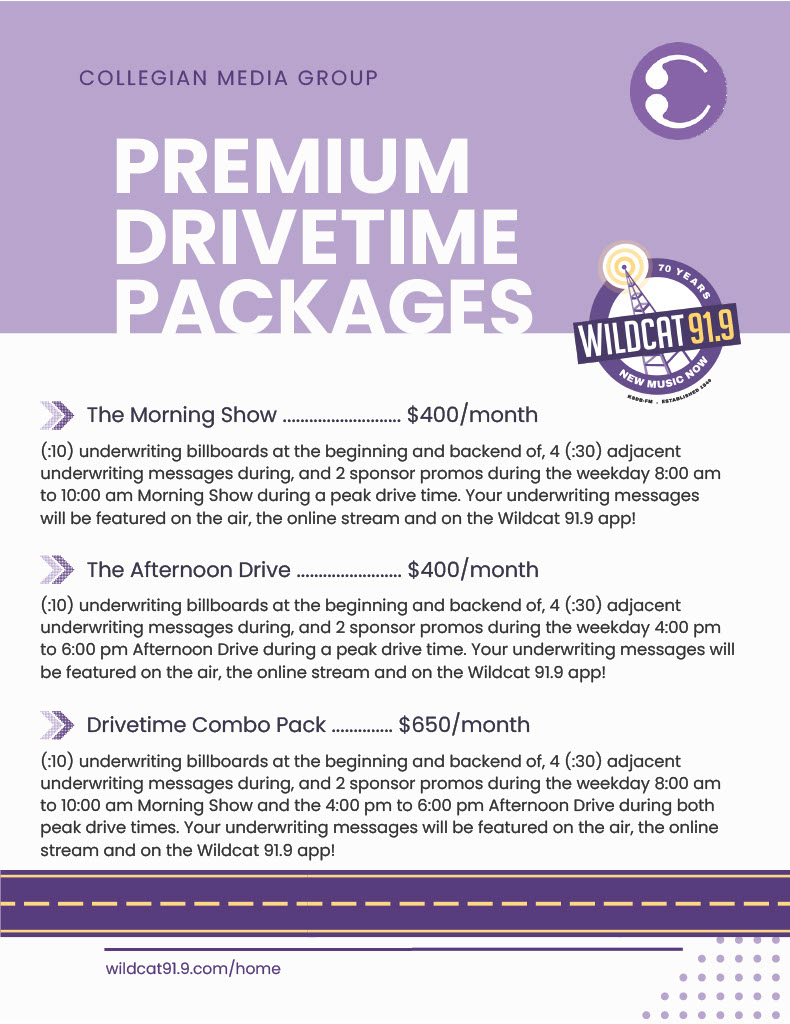 COLLEGIAN MEDIA GROUP
PREMIUM
DRIVETIME
PACKAGES
70 YEARS
WILDCAT 91.9
NEW MUSIC NOW
KSDB-FM . ESTABLISHED 1949
The Morning Show ........................... $400/month
(:10) underwriting billboards at the beginning and backend of, 4 (:30) adjacent
underwriting messages during, and 2 sponsor promos during the weekday 8:00 am
to 10:00 am Morning Show during a peak drive time. Your underwriting messages
will be featured on the air, the online stream and on the Wildcat 91.9 app!
The Afternoon Drive ........................ $400/month
(:10) underwriting billboards at the beginning and backend of, 4 (:30) adjacent
underwriting messages during, and 2 sponsor promos during the weekday 4:00 pm
to 6:00 pm Afternoon Drive during a peak drive time. Your underwriting messages will
be featured on the air, the online stream and on the Wildcat 91.9 app!
Drivetime Combo Pack .............. $650/month
(:10) underwriting billboards at the beginning and backend of, 4 (:30) adjacent
underwriting messages during, and 2 sponsor promos during the weekday 8:00 am
to 10:00 am Morning Show and the 4:00 pm to 6:00 pm Afternoon Drive during both
peak drive times. Your underwriting messages will be featured on the air, the online
stream and on the Wildcat 91.9 app!
wildcat91.9.com/home